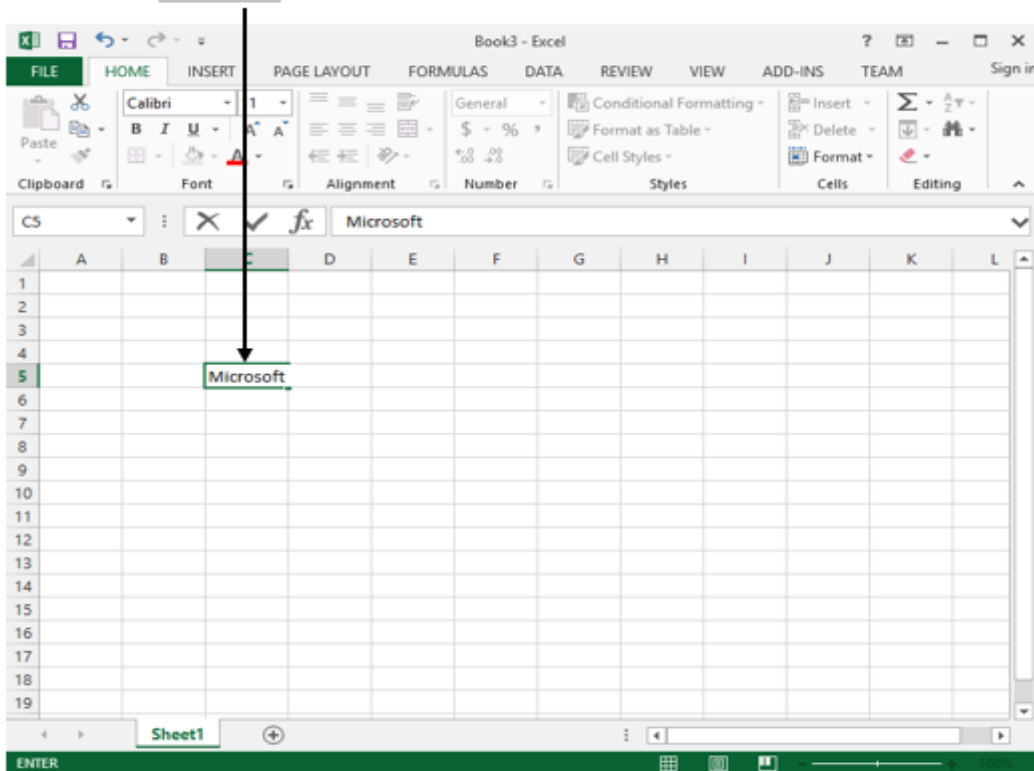 Book3 - Excel
?
FILE HOME INSERT PAGE LAYOUT FORMULAS DATA REVIEW VIEW ADD-INS TEAM Sign in
Calibri 1 General Conditional Formatting Insert
Paste B I U A A $ % , Format as Table Delete
A Cell Styles Format
Clipboard Font Alignment Number Styles Cells Editing
C5 fx Microsoft
A B C D E F G H I J K L
1
2
3
4
5 Microsoft
6
7
8
9
10
11
12
13
14
15
16
17
18
19
Sheet1
ENTER 100%